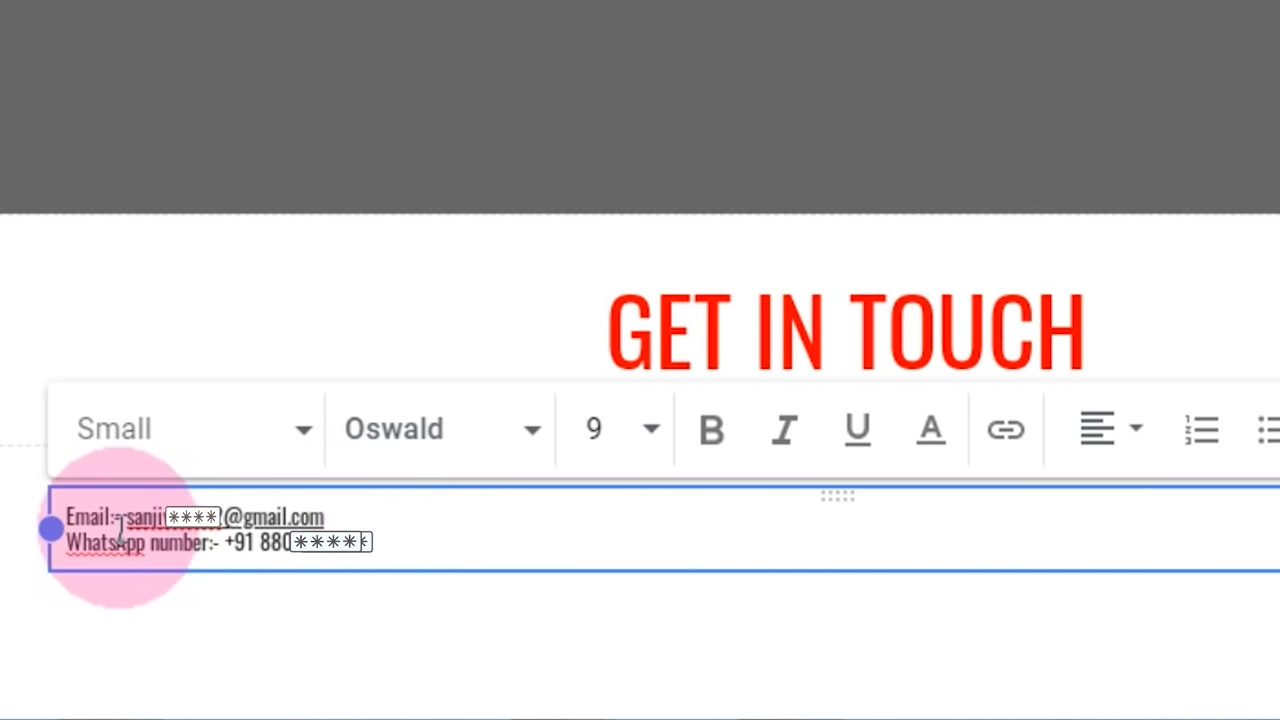 GET IN TOUCH
Small
Oswald
9
B I U A
Email:- sanji****@gmail.com
WhatsApp number:- +91 880****